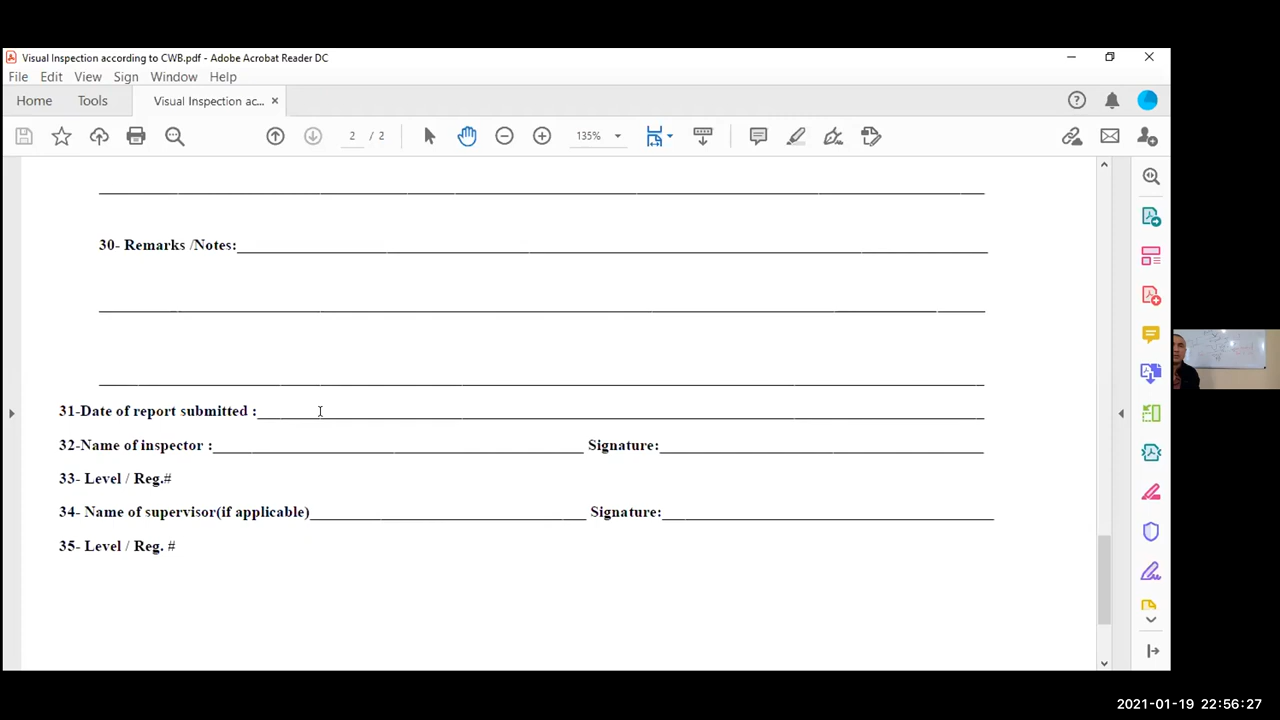 Visual Inspection according to CWB.pdf - Adobe Acrobat Reader DC
File Edit View Sign Window Help
Home Tools Visual Inspection ac... ×
2 / 2 135%
30- Remarks /Notes:
31-Date of report submitted :
32-Name of inspector : Signature:
33- Level / Reg.#
34- Name of supervisor(if applicable) Signature:
35- Level / Reg. #
2021-01-19 22:56:27